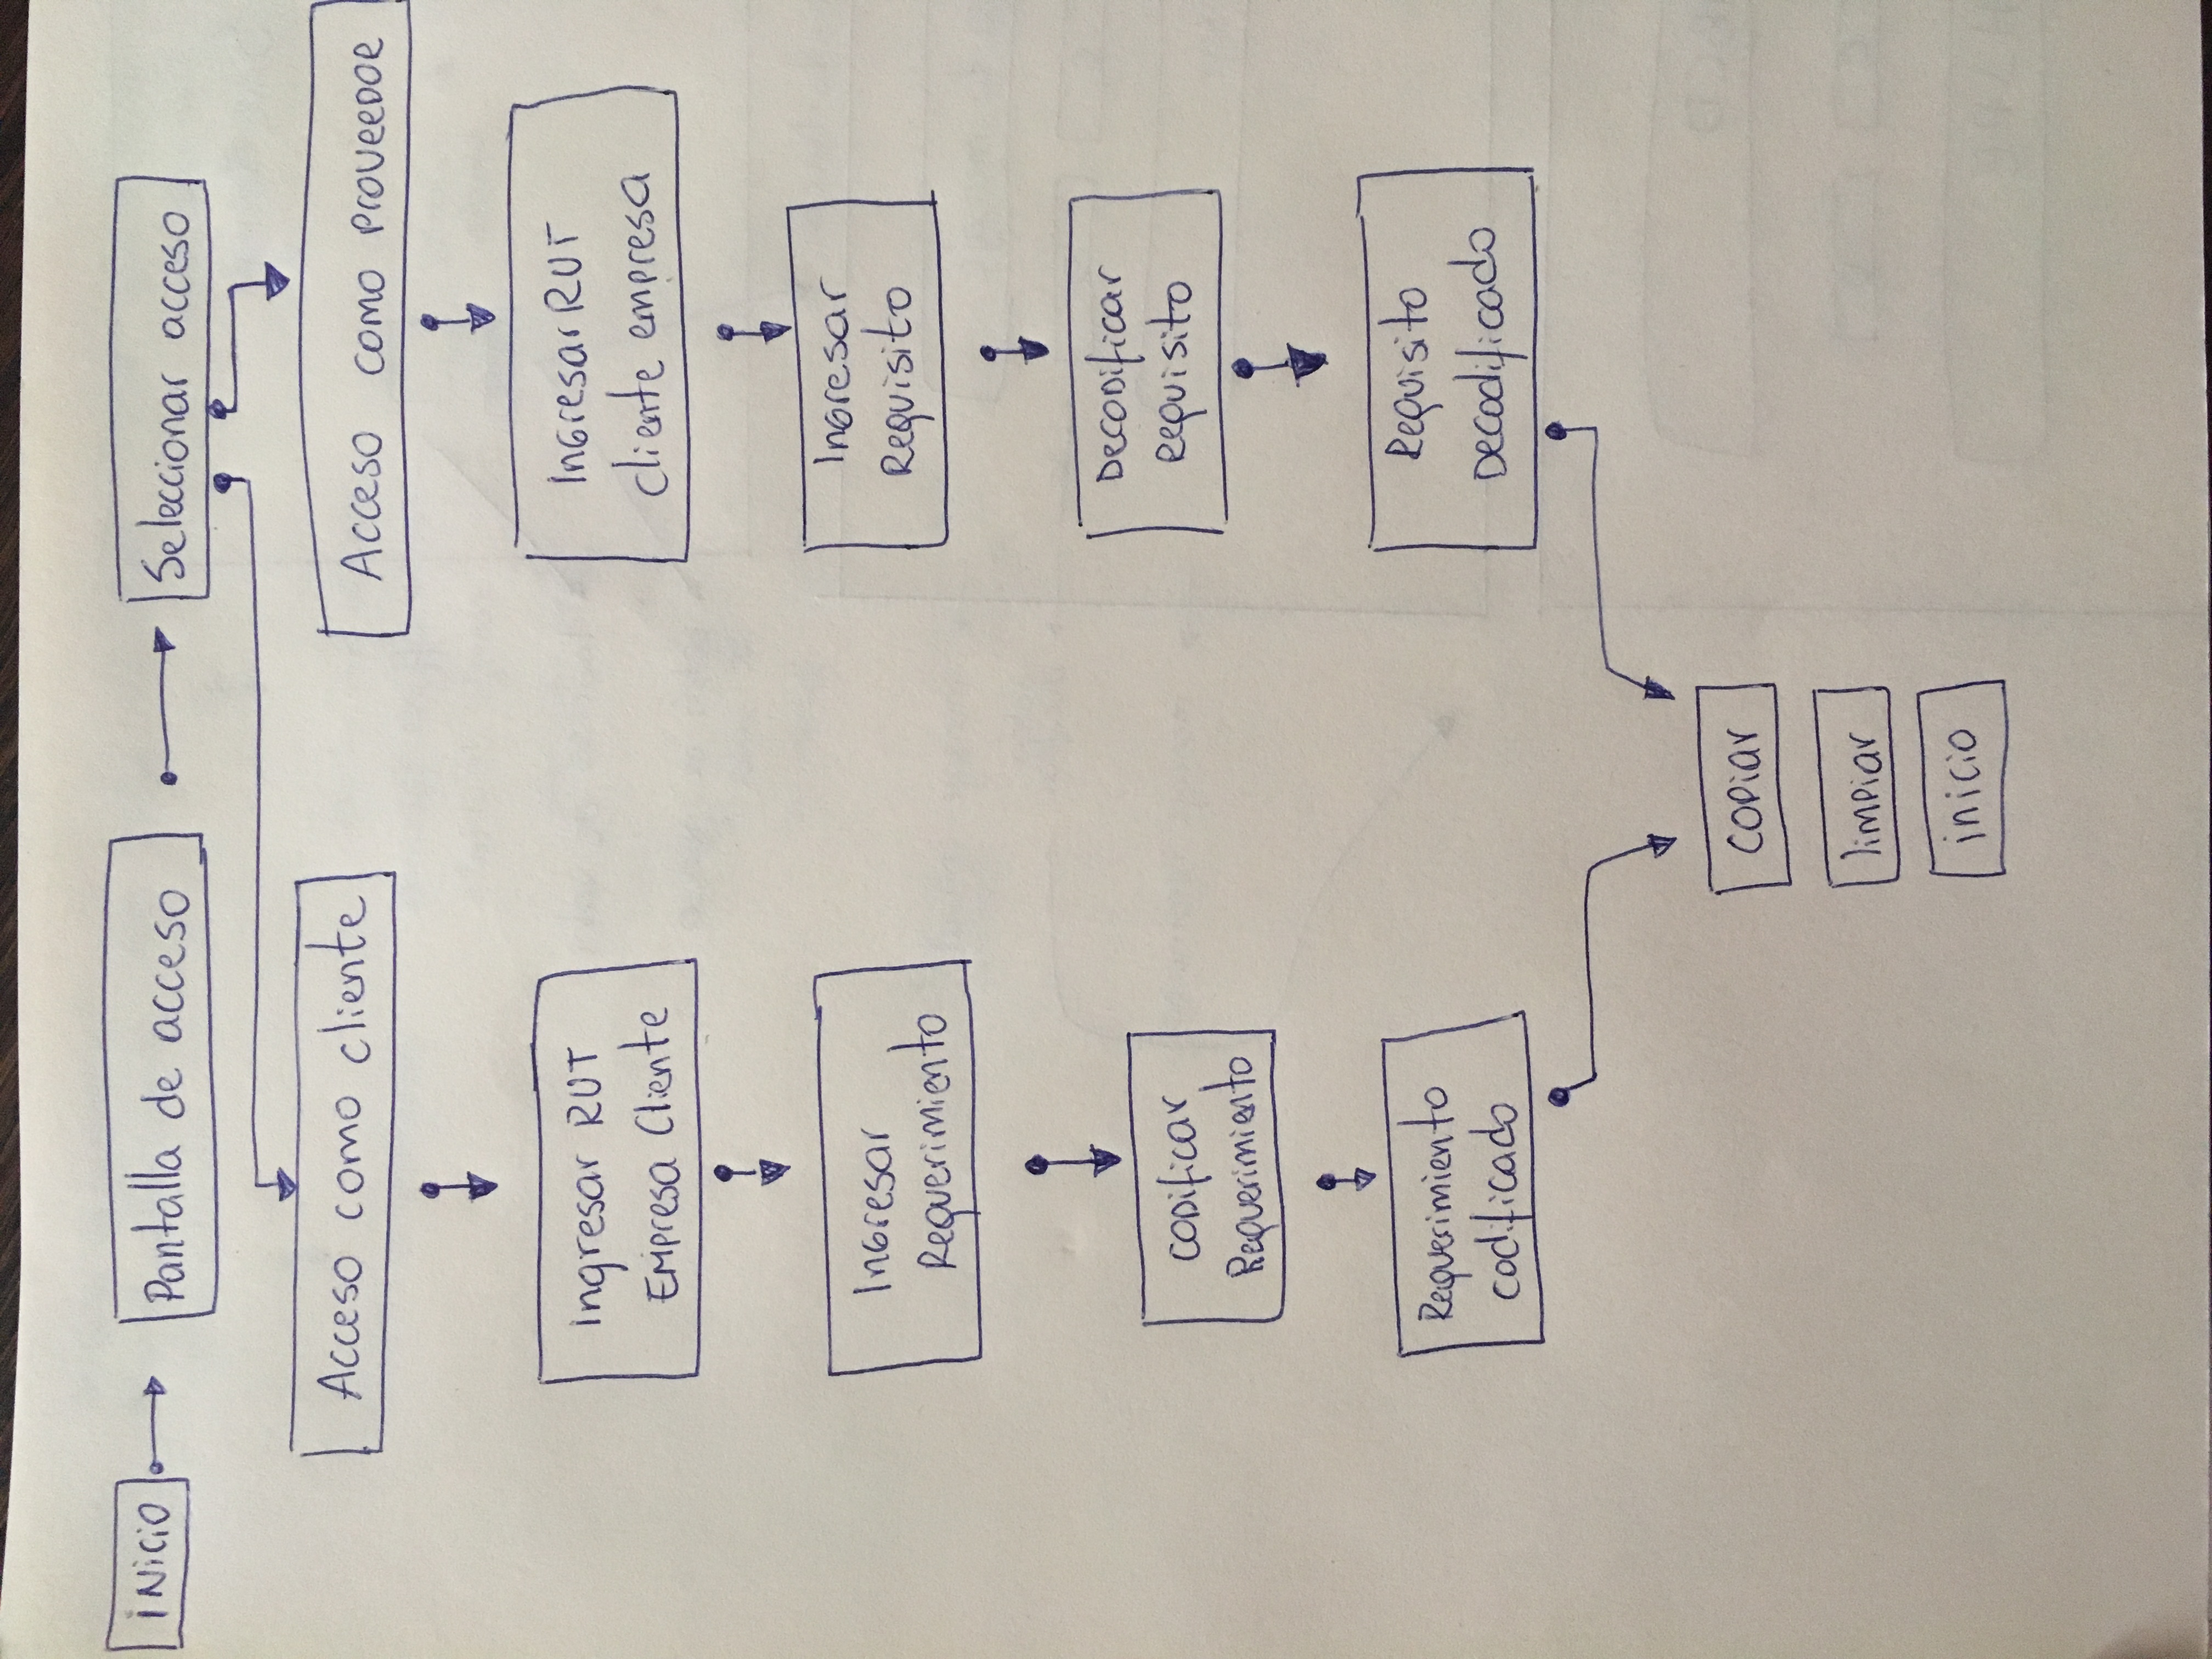 iNicio
Pantalla de acceso
Seleccionar acceso
Acceso como cliente
Acceso como proveedor
Ingresar RUT
Empresa Cliente
Ingresar RUT
cliente empresa
Ingresar
Requerimiento
Ingresar
Requisito
Codificar
Requerimiento
Decodificar
Requisito
Requerimiento
codificado
Requisito
Decodificado
copiar
limpiar
inicio